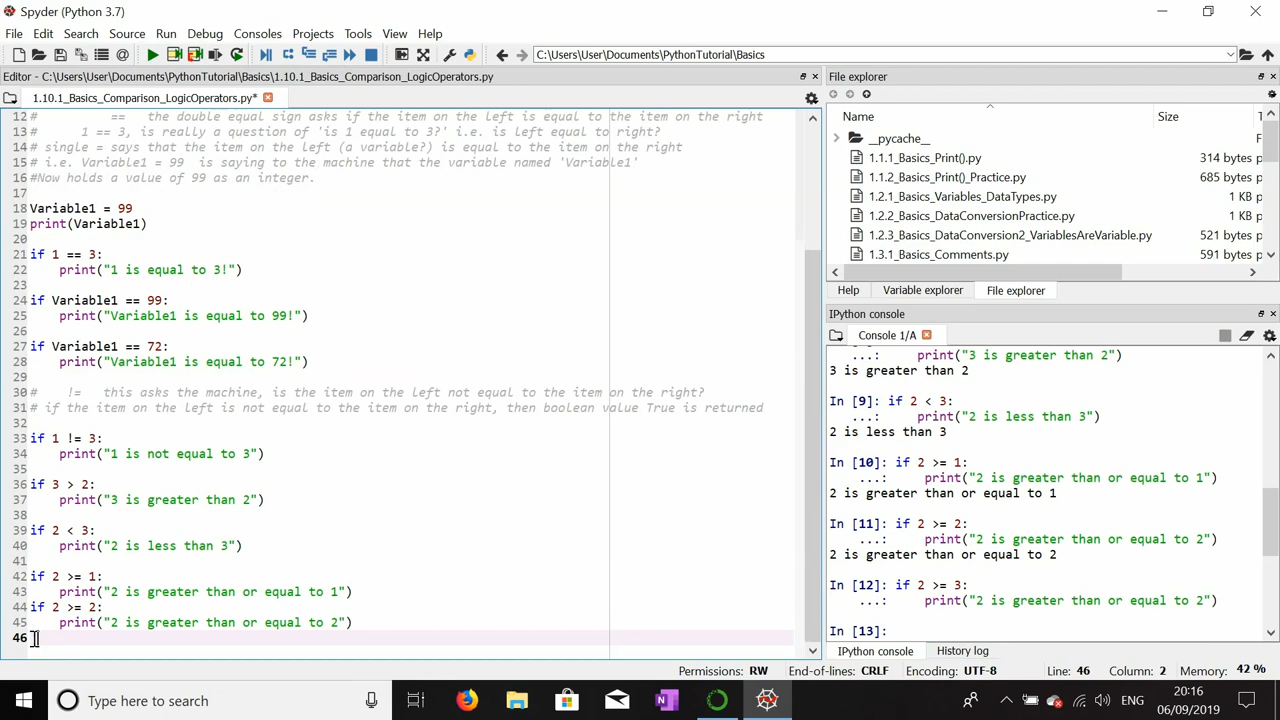 Spyder (Python 3.7)
File Edit Search Source Run Debug Consoles Projects Tools View Help
C:\Users\User\Documents\PythonTutorial\Basics
Editor - C:\Users\User\Documents\PythonTutorial\Basics\1.10.1_Basics_Comparison_LogicOperators.py
1.10.1_Basics_Comparison_LogicOperators.py*
12 # == the double equal sign asks if the item on the left is equal to the item on the right
13 # 1 == 3, is really a question of 'is 1 equal to 3?' i.e. is left equal to right?
14 # single = says that the item on the left (a variable?) is equal to the item on the right
15 # i.e. Variable1 = 99 is saying to the machine that the variable named 'Variable1'
16 #Now holds a value of 99 as an integer.
17
18 Variable1 = 99
19 print(Variable1)
20
21 if 1 == 3:
22 print("1 is equal to 3!")
23
24 if Variable1 == 99:
25 print("Variable1 is equal to 99!")
26
27 if Variable1 == 72:
28 print("Variable1 is equal to 72!")
29
30 # != this asks the machine, is the item on the left not equal to the item on the right?
31 # if the item on the left is not equal to the item on the right, then boolean value True is returned
32
33 if 1 != 3:
34 print("1 is not equal to 3")
35
36 if 3 > 2:
37 print("3 is greater than 2")
38
39 if 2 < 3:
40 print("2 is less than 3")
41
42 if 2 >= 1:
43 print("2 is greater than or equal to 1")
44 if 2 >= 2:
45 print("2 is greater than or equal to 2")
46
File explorer
Name Size
__pycache__
1.1.1_Basics_Print().py 314 bytes p
1.1.2_Basics_Print()_Practice.py 685 bytes p
1.2.1_Basics_Variables_DataTypes.py 1 KB p
1.2.2_Basics_DataConversionPractice.py 1 KB p
1.2.3_Basics_DataConversion2_VariablesAreVariable.py 521 bytes p
1.3.1_Basics_Comments.py 591 bytes p
Help Variable explorer File explorer
IPython console
Console 1/A
...: print("3 is greater than 2")
3 is greater than 2
In [9]: if 2 < 3:
...: print("2 is less than 3")
2 is less than 3
In [10]: if 2 >= 1:
...: print("2 is greater than or equal to 1")
2 is greater than or equal to 1
In [11]: if 2 >= 2:
...: print("2 is greater than or equal to 2")
2 is greater than or equal to 2
In [12]: if 2 >= 3:
...: print("2 is greater than or equal to 2")
In [13]:
IPython console History log
Permissions: RW End-of-lines: CRLF Encoding: UTF-8 Line: 46 Column: 2 Memory: 42 %
Type here to search
ENG
20:16
06/09/2019